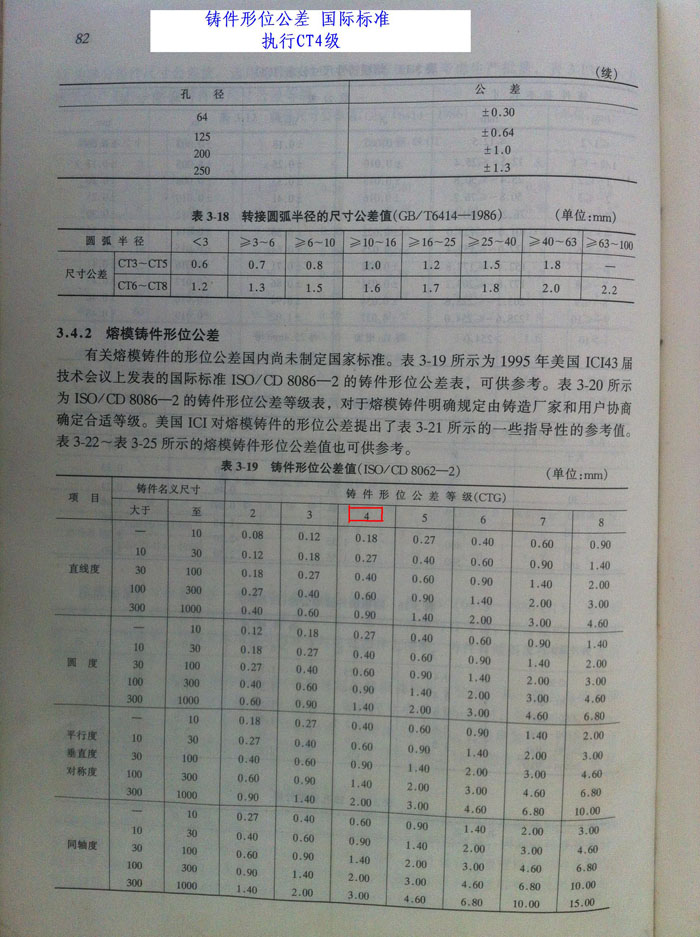 铸件形位公差 国际标准
执行CT4级
82
(续)
孔 径 公 差
64 ±0.30
125 ±0.64
200 ±1.0
250 ±1.3
表 3-18 转接圆弧半径的尺寸公差值(GB/T6414—1986) (单位:mm)
圆 弧 半 径 <3 ≥3~6 ≥6~10 ≥10~16 ≥16~25 ≥25~40 ≥40~63 ≥63~100
尺寸公差 CT3~CT5 0.6 0.7 0.8 1.0 1.2 1.5 1.8 —
CT6~CT8 1.2 1.3 1.5 1.6 1.7 1.8 2.0 2.2
3.4.2 熔模铸件形位公差
有关熔模铸件的形位公差国内尚未制定国家标准。表 3-19 所示为 1995 年美国 ICI43 届
技术会议上发表的国际标准 ISO/CD 8086—2 的铸件形位公差表，可供参考。表 3-20 所示
为 ISO/CD 8086—2 的铸件形位公差等级表，对于熔模铸件明确规定由铸造厂家和用户协商
确定合适等级。美国 ICI 对熔模铸件的形位公差提出了表 3-21 所示的一些指导性的参考值。
表 3-22～表 3-25 所示的熔模铸件形位公差值也可供参考。
表 3-19 铸件形位公差值(ISO/CD 8062—2) (单位:mm)
项 目 铸件名义尺寸 铸 件 形 位 公 差 等 级(CTG)
大于 至 2 3 4 5 6 7 8
直线度
— 10 0.08 0.12 0.18 0.27 0.40 0.60 0.90
10 30 0.12 0.18 0.27 0.40 0.60 0.90 1.40
30 100 0.18 0.27 0.40 0.60 0.90 1.40 2.00
100 300 0.27 0.40 0.60 0.90 1.40 2.00 3.00
300 1000 0.40 0.60 0.90 1.40 2.00 3.00 4.60
圆 度
— 10 0.12 0.18 0.27 0.40 0.60 0.90 1.40
10 30 0.18 0.27 0.40 0.60 0.90 1.40 2.00
30 100 0.27 0.40 0.60 0.90 1.40 2.00 3.00
100 300 0.40 0.60 0.90 1.40 2.00 3.00 4.60
300 1000 0.60 0.90 1.40 2.00 3.00 4.60 6.80
平行度
垂直度
对称度
— 10 0.18 0.27 0.40 0.60 0.90 1.40 2.00
10 30 0.27 0.40 0.60 0.90 1.40 2.00 3.00
30 100 0.40 0.60 0.90 1.40 2.00 3.00 4.60
100 300 0.60 0.90 1.40 2.00 3.00 4.60 6.80
300 1000 0.90 1.40 2.00 3.00 4.60 6.80 10.00
同轴度
— 10 0.27 0.40 0.60 0.90 1.40 2.00 3.00
10 30 0.40 0.60 0.90 1.40 2.00 3.00 4.60
30 100 0.60 0.90 1.40 2.00 3.00 4.60 6.80
100 300 0.90 1.40 2.00 3.00 4.60 6.80 10.00
300 1000 1.40 2.00 3.00 4.60 6.80 10.00 15.00